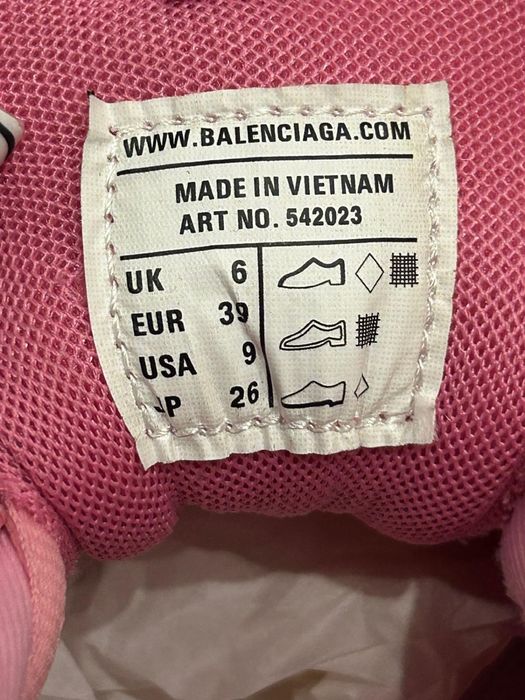 WWW.BALENCIAGA.COM
MADE IN VIETNAM
ART NO. 542023
UK 6
EUR 39
USA 9
26